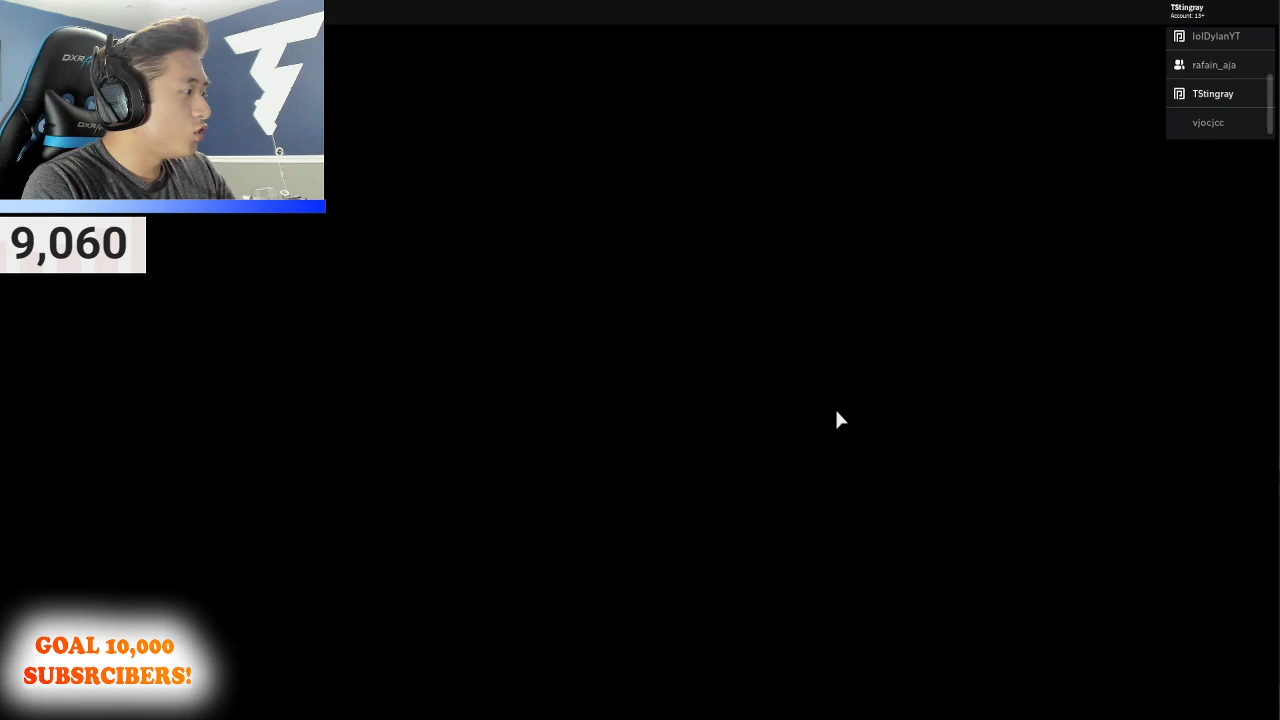 TStingray
Account: 13+
lolDylanYT
rafain_aja
TStingray
vjocjcc
9,060
GOAL 10,000
SUBSRCIBERS!